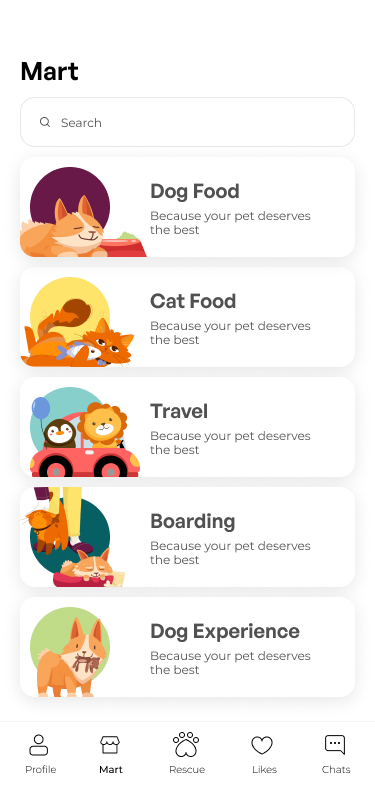 Mart
Search
Dog Food
Because your pet deserves
the best
Cat Food
Because your pet deserves
the best
Travel
Because your pet deserves
the best
Boarding
Because your pet deserves
the best
Dog Experience
Because your pet deserves
the best
Profile
Mart
Rescue
Likes
Chats